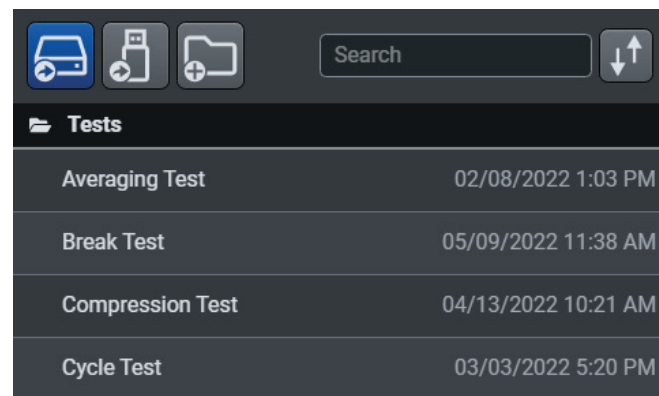 Search
Tests
Averaging Test 02/08/2022 1:03 PM
Break Test 05/09/2022 11:38 AM
Compression Test 04/13/2022 10:21 AM
Cycle Test 03/03/2022 5:20 PM